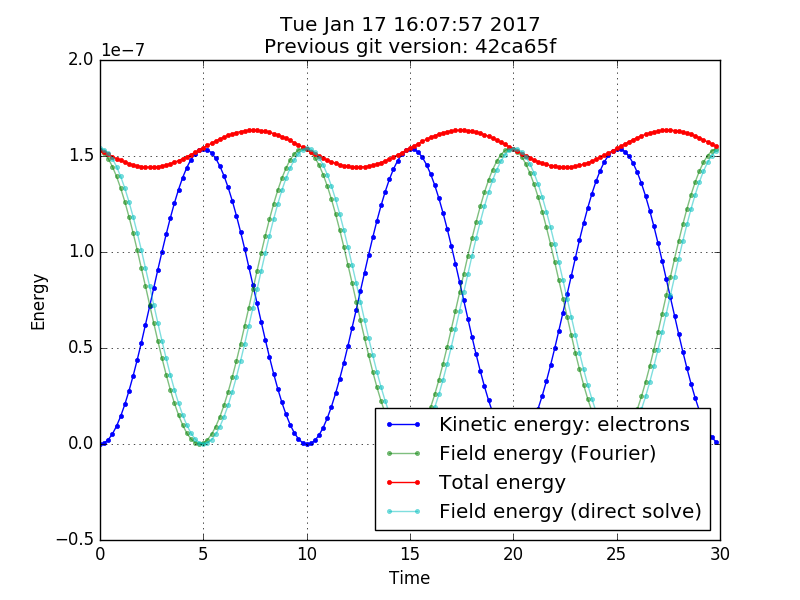 Tue Jan 17 16:07:57 2017
Previous git version: 42ca65f
1e−7
2.0
1.5
1.0
0.5
0.0
−0.5
Energy
0 5 10 15 20 25 30
Time
Kinetic energy: electrons
Field energy (Fourier)
Total energy
Field energy (direct solve)